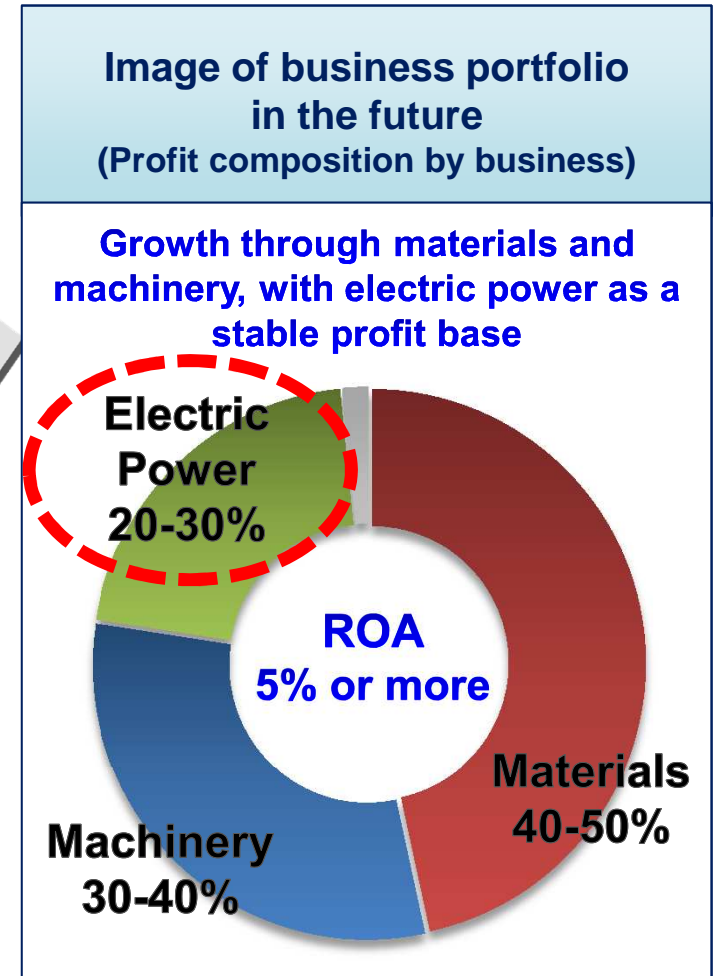 Image of business portfolio
in the future
(Profit composition by business)
Growth through materials and
machinery, with electric power as a
stable profit base
Electric
Power
20-30%
ROA
5% or more
Materials
40-50%
Machinery
30-40%